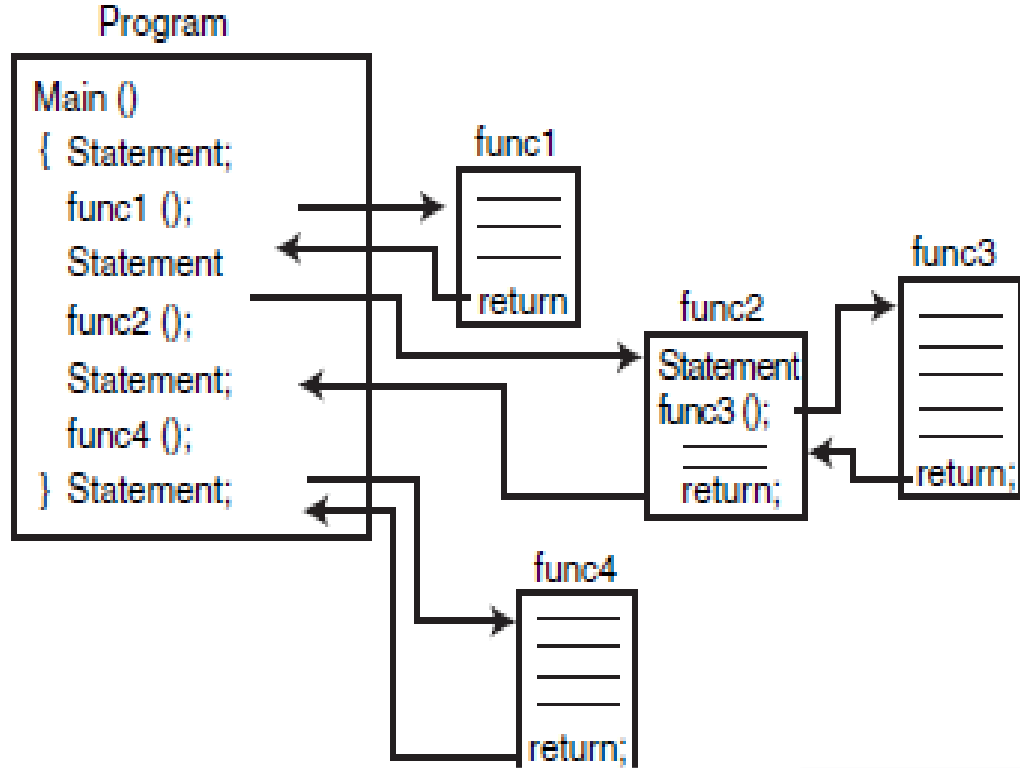 Program
Main ()
{ Statement;
func1 ();
Statement
func2 ();
Statement;
func4 ();
} Statement;
func1
return
func2
Statement
func3 ();
return;
func3
return;
func4
return;